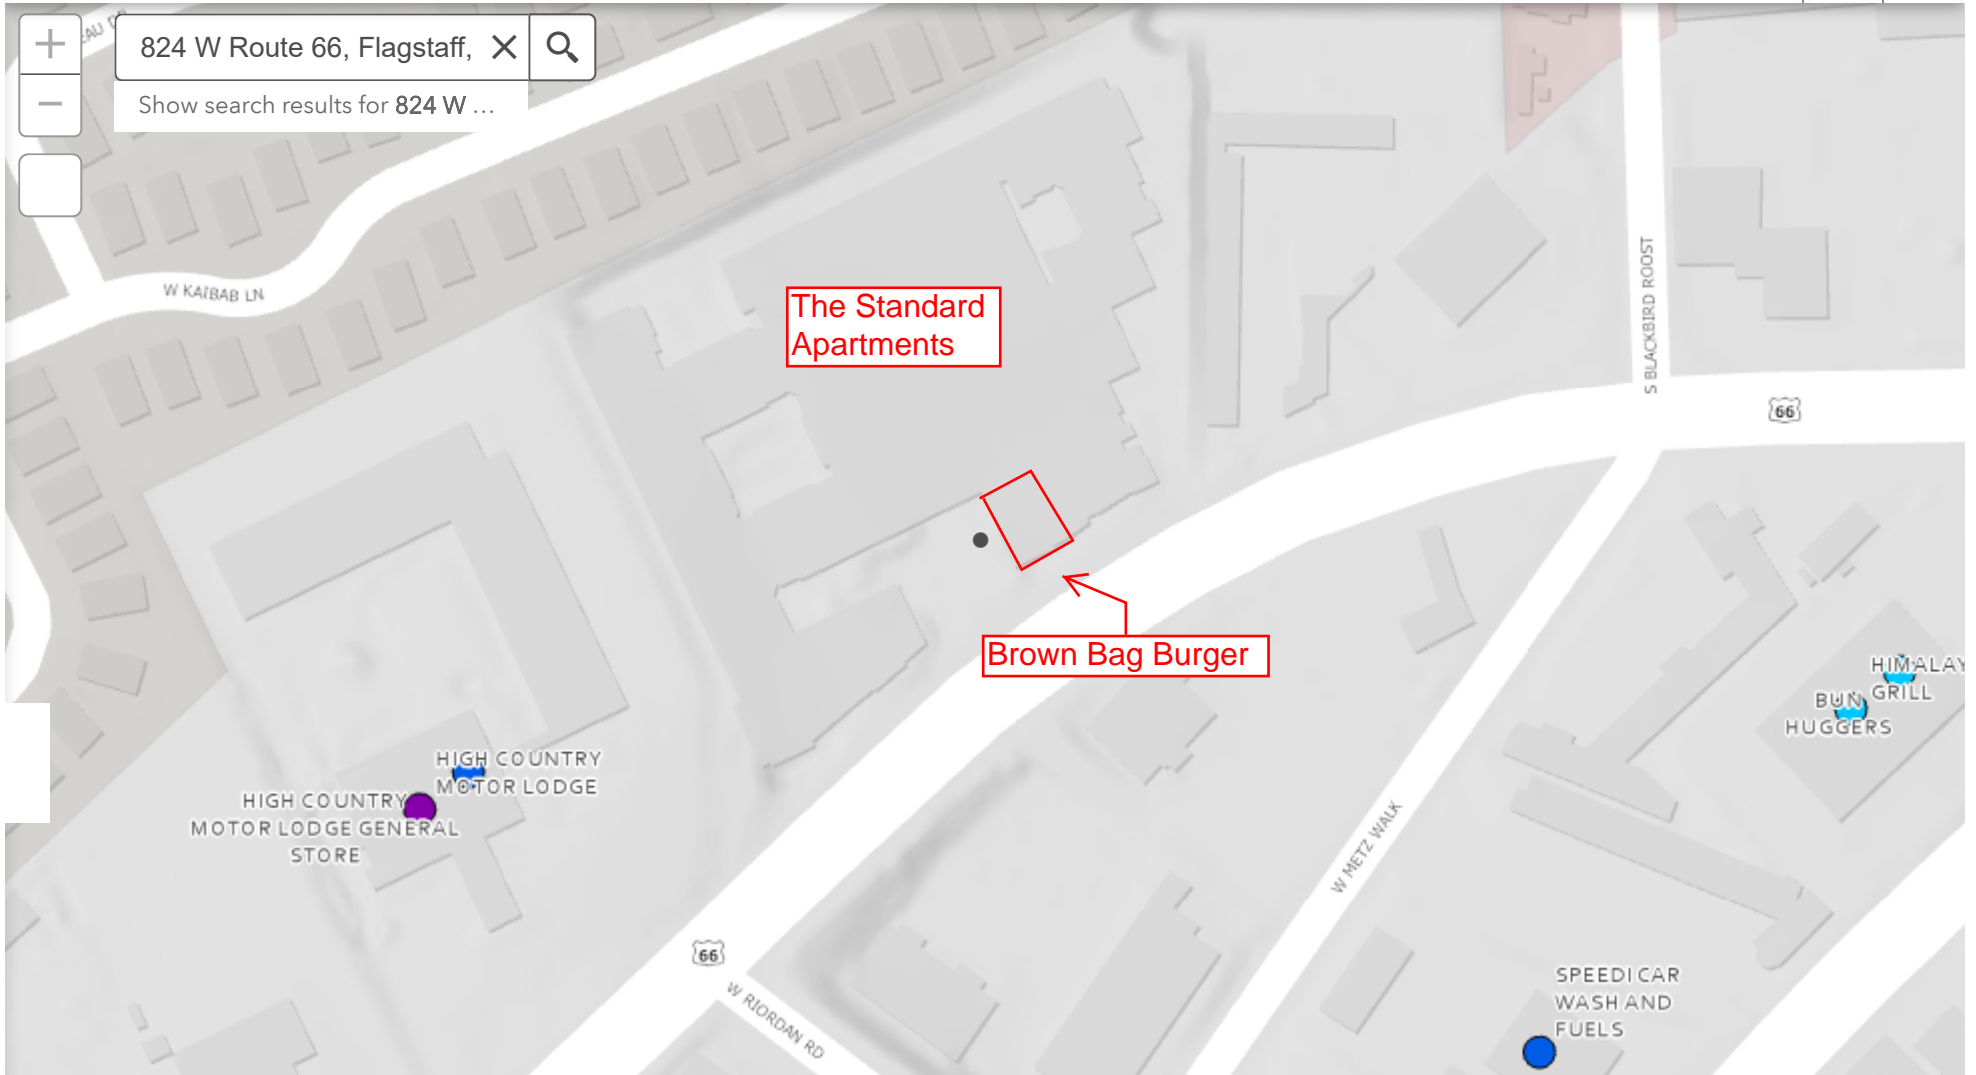 EAU DR
824 W Route 66, Flagstaff,
Show search results for 824 W ...
W KAIBAB LN
The Standard
Apartments
S BLACKBIRD ROOST
66
Brown Bag Burger
HIMALAY
GRILL
BUN
HUGGERS
HIGH COUNTRY
MOTOR LODGE
HIGH COUNTRY
MOTOR LODGE GENERAL
STORE
W METZ WALK
66
W RIORDAN RD
SPEEDI CAR
WASH AND
FUELS